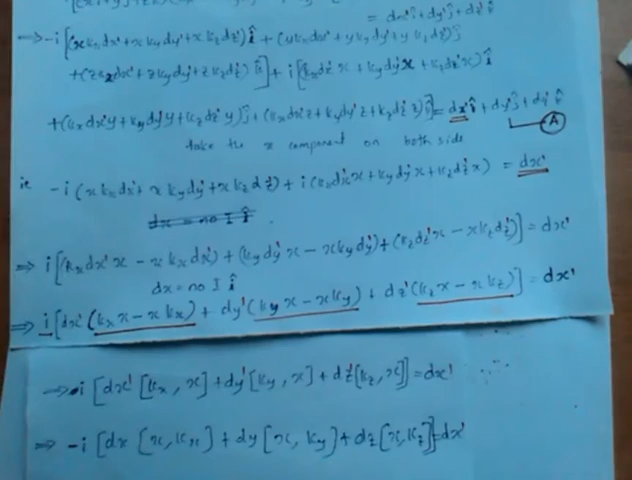 = dx'î + dy'ĵ + dz'k̂
⇒ -i [(x kx dx' + x ky dy' + x kz dz') î + (y kx dx' + y ky dy' + y kz dz') ĵ
+ (z kx dx' + z ky dy' + z kz dz') k̂] + i [(kx dx' x + ky dy' x + kz dz' x) î
+ (kx dx' y + ky dy' y + kz dz' y) ĵ + (kx dx' z + ky dy' z + kz dz' z) k̂] = dx' î + dy' ĵ + dz' k̂
A
take the x component on both side
ie -i (x kx dx' + x ky dy' + x kz dz') + i (kx dx' x + ky dy' x + kz dz' x) = dx'
dx = no I î
⇒ i [(kx dx' x - x kx dx') + (ky dy' x - x ky dy') + (kz dz' x - x kz dz')] = dx'
dx = no I î
⇒ i [dx' (kx x - x kx) + dy' (ky x - x ky) + dz' (kz x - x kz)] = dx'
→ i [dx' [kx, x] + dy' [ky, x] + dz' [kz, x]] = dx'
⇒ -i [dx [x, kx] + dy [x, ky] + dz [x, kz]] = dx'